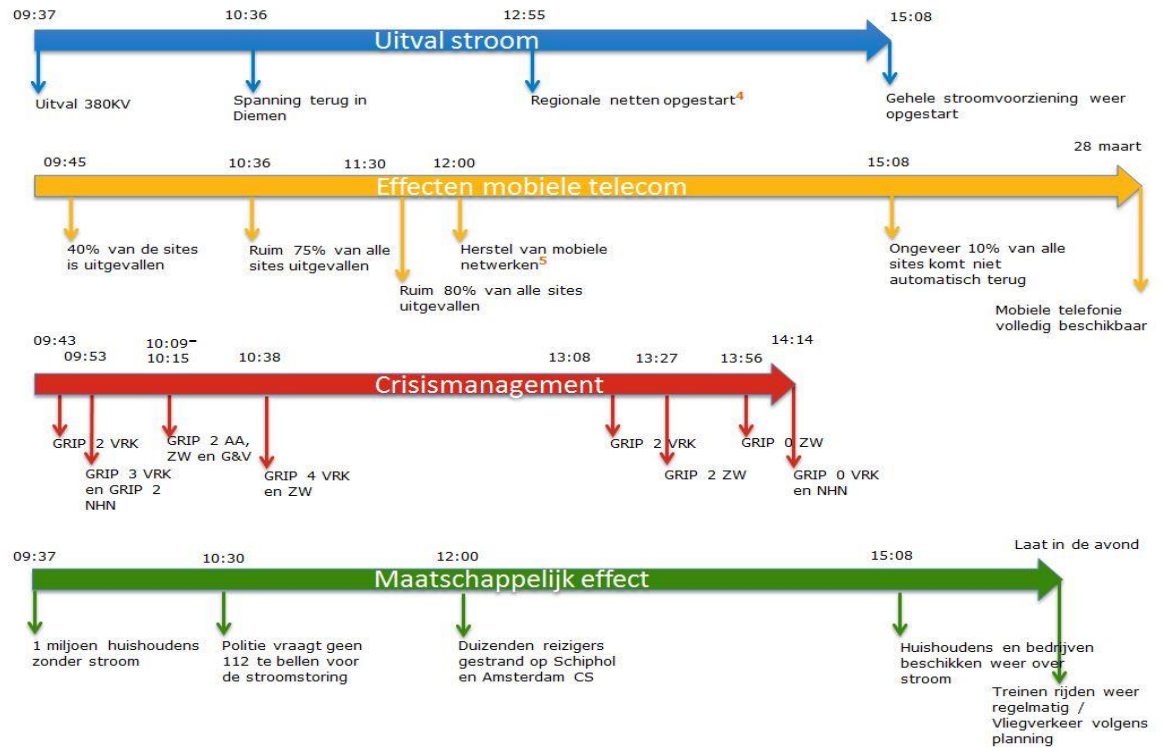 09:37 10:36 12:55 15:08
Uitval stroom
Uitval 380KV
Spanning terug in
Diemen
Regionale netten opgestart4
Gehele stroomvoorziening weer
opgestart
28 maart
09:45 10:36 11:30 12:00 15:08
Effecten mobiele telecom
40% van de sites
is uitgevallen
Ruim 75% van alle
sites uitgevallen
Ruim 80% van alle sites
uitgevallen
Herstel van mobiele
netwerken5
Ongeveer 10% van alle
sites komt niet
automatisch terug
Mobiele telefonie
volledig beschikbaar
09:43
09:53
10:09–
10:15
10:38
13:08
13:27
13:56
14:14
Crisismanagement
GRIP 2 VRK
GRIP 3 VRK
en GRIP 2
NHN
GRIP 2 AA,
ZW en G&V
GRIP 4 VRK
en ZW
GRIP 2 VRK
GRIP 2 ZW
GRIP 0 ZW
GRIP 0 VRK
en NHN
09:37 10:30 12:00 15:08 Laat in de avond
Maatschappelijk effect
1 miljoen huishoudens
zonder stroom
Politie vraagt geen
112 te bellen voor
de stroomstoring
Duizenden reizigers
gestrand op Schiphol
en Amsterdam CS
Huishoudens en bedrijven
beschikken weer over
stroom
Treinen rijden weer
regelmatig /
Vliegverkeer volgens
planning